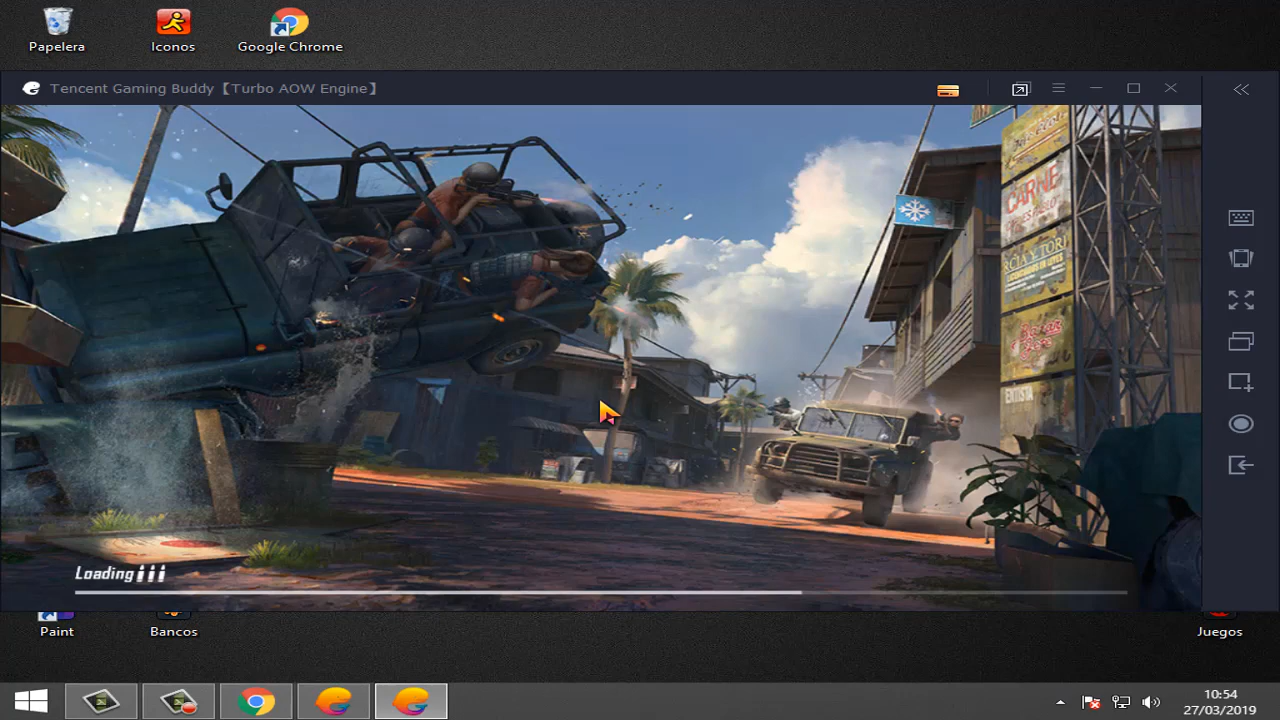 Papelera
Iconos
Google Chrome
Tencent Gaming Buddy【Turbo AOW Engine】
CARNE
Loading
Paint
Bancos
Juegos
10:54
27/03/2019